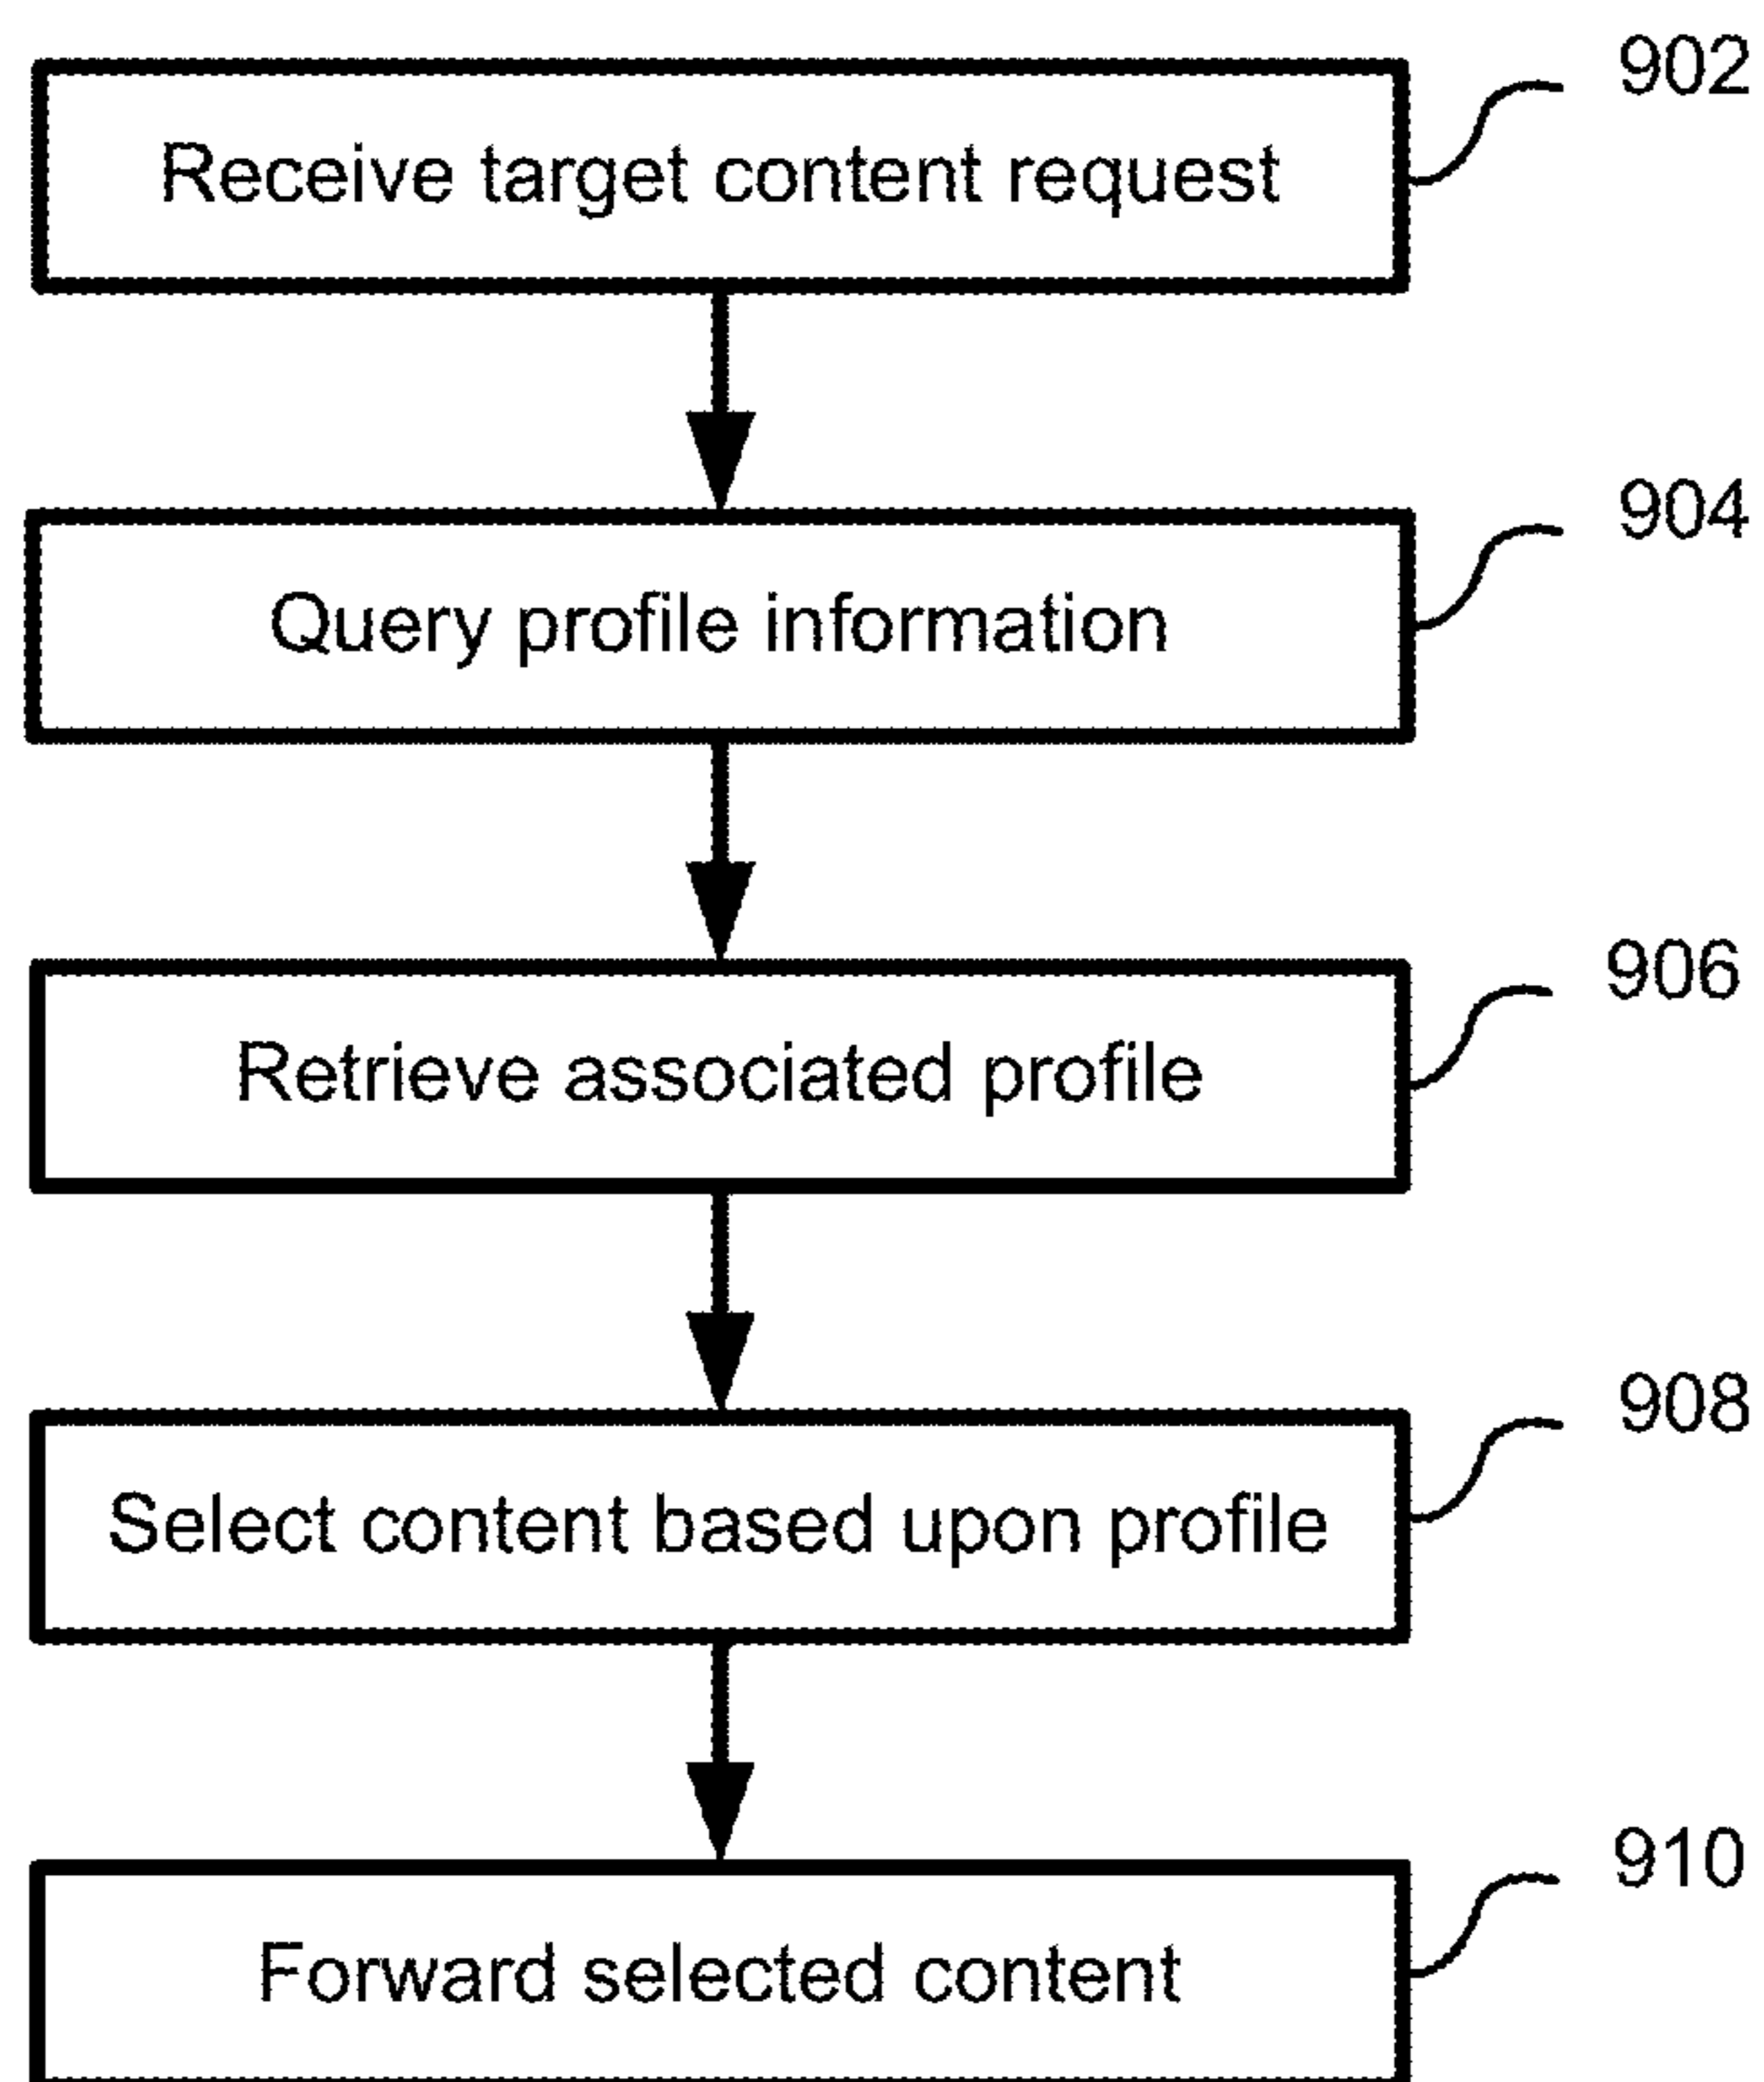 902
Receive target content request
904
Query profile information
906
Retrieve associated profile
908
Select content based upon profile
910
Forward selected content